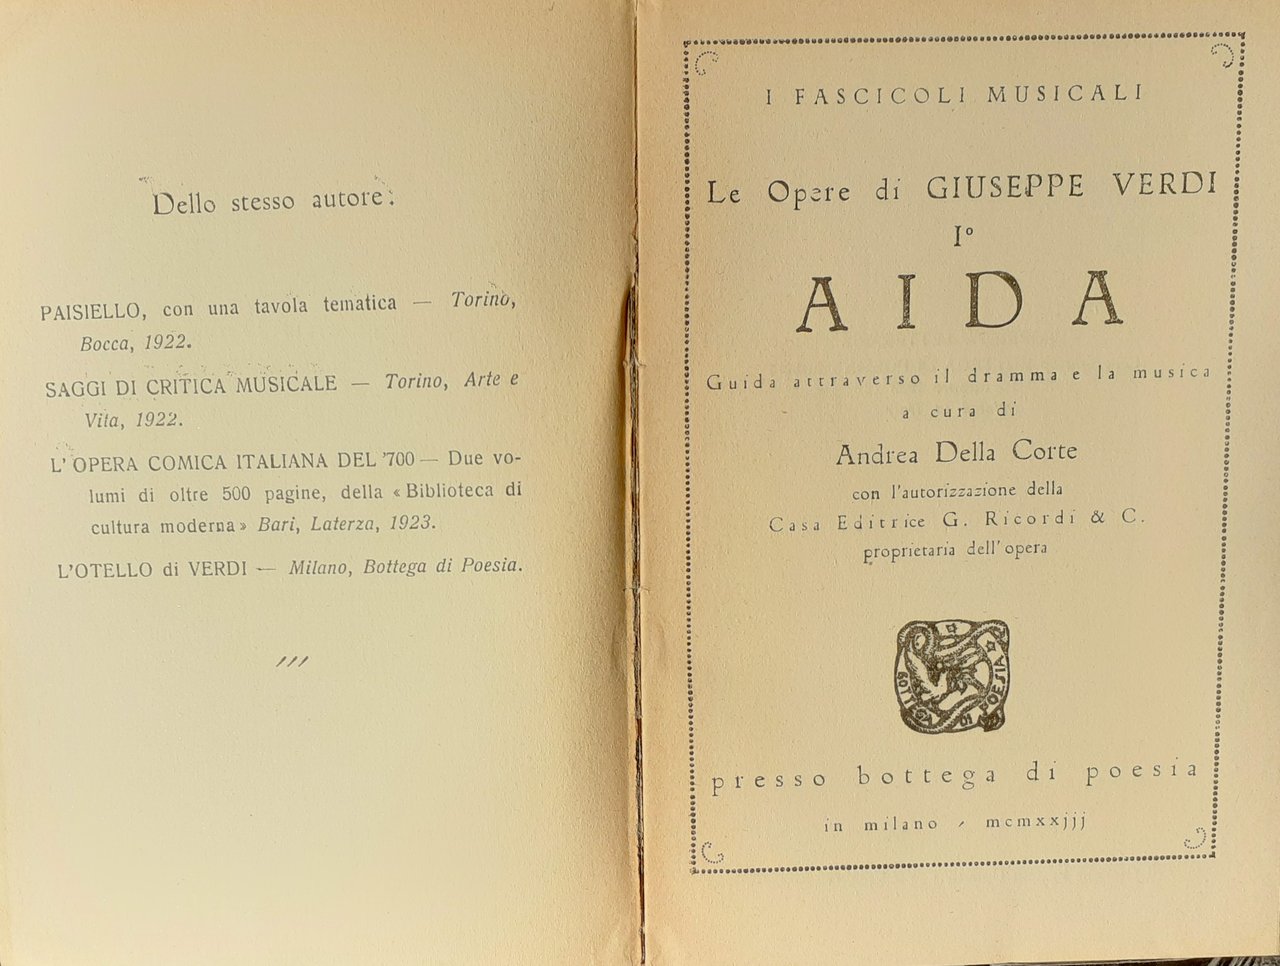 Dello stesso autore:
PAISIELLO, con una tavola tematica — Torino,
Bocca, 1922.
SAGGI DI CRITICA MUSICALE — Torino, Arte e
Vita, 1922.
L'OPERA COMICA ITALIANA DEL '700 — Due vo-
lumi di oltre 500 pagine, della « Biblioteca di
cultura moderna » Bari, Laterza, 1923.
L'OTELLO di VERDI — Milano, Bottega di Poesia.
I FASCICOLI MUSICALI
Le Opere di GIUSEPPE VERDI
Iº
AIDA
Guida attraverso il dramma e la musica
a cura di
Andrea Della Corte
con l'autorizzazione della
Casa Editrice G. Ricordi & C.
proprietaria dell'opera
BOTTEGA DI POESIA
presso bottega di poesia
in milano - mcmxxjjj